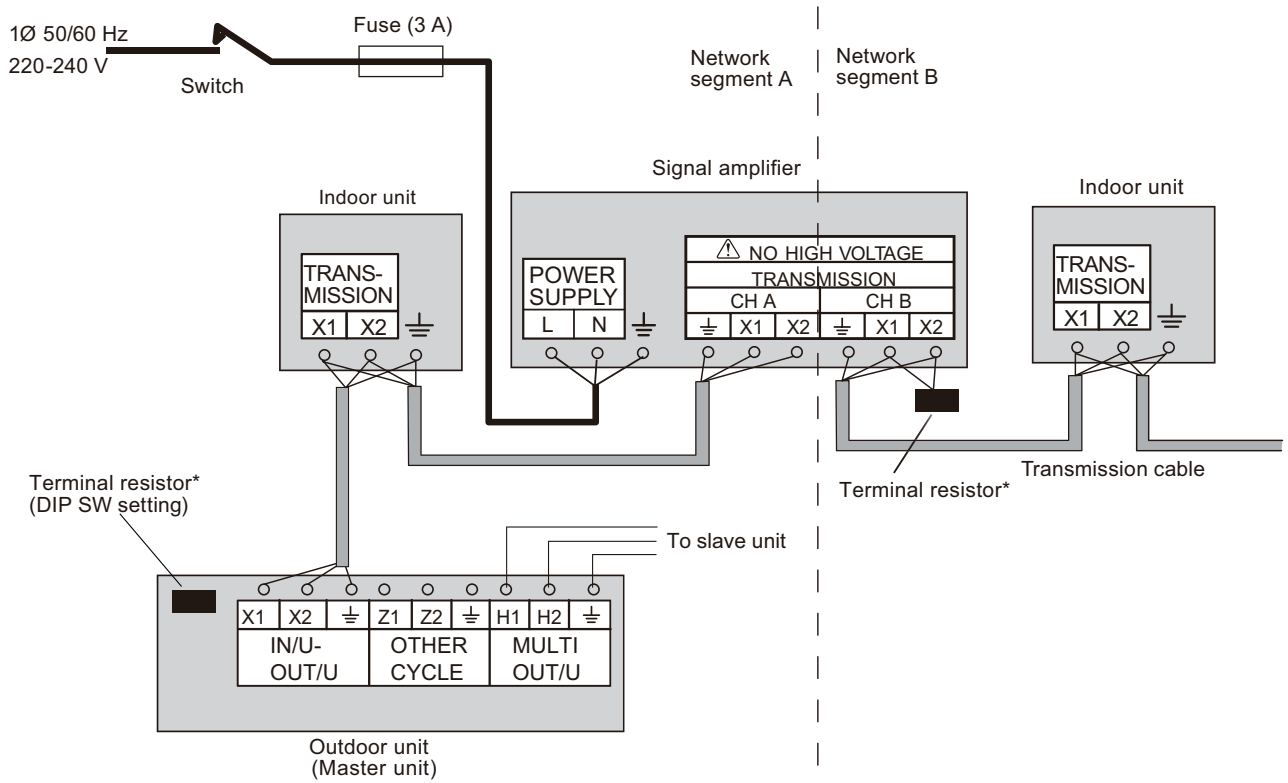 1Ø 50/60 Hz
220-240 V
Switch
Fuse (3 A)
Network
segment A
Network
segment B
Signal amplifier
Indoor unit
TRANS-
MISSION
X1 X2
POWER
SUPPLY
L N
NO HIGH VOLTAGE
TRANSMISSION
CH A CH B
X1 X2 X1 X2
Indoor unit
TRANS-
MISSION
X1 X2
Terminal resistor*
Transmission cable
Terminal resistor*
(DIP SW setting)
To slave unit
X1 X2 Z1 Z2 H1 H2
IN/U-
OUT/U
OTHER
CYCLE
MULTI
OUT/U
Outdoor unit
(Master unit)